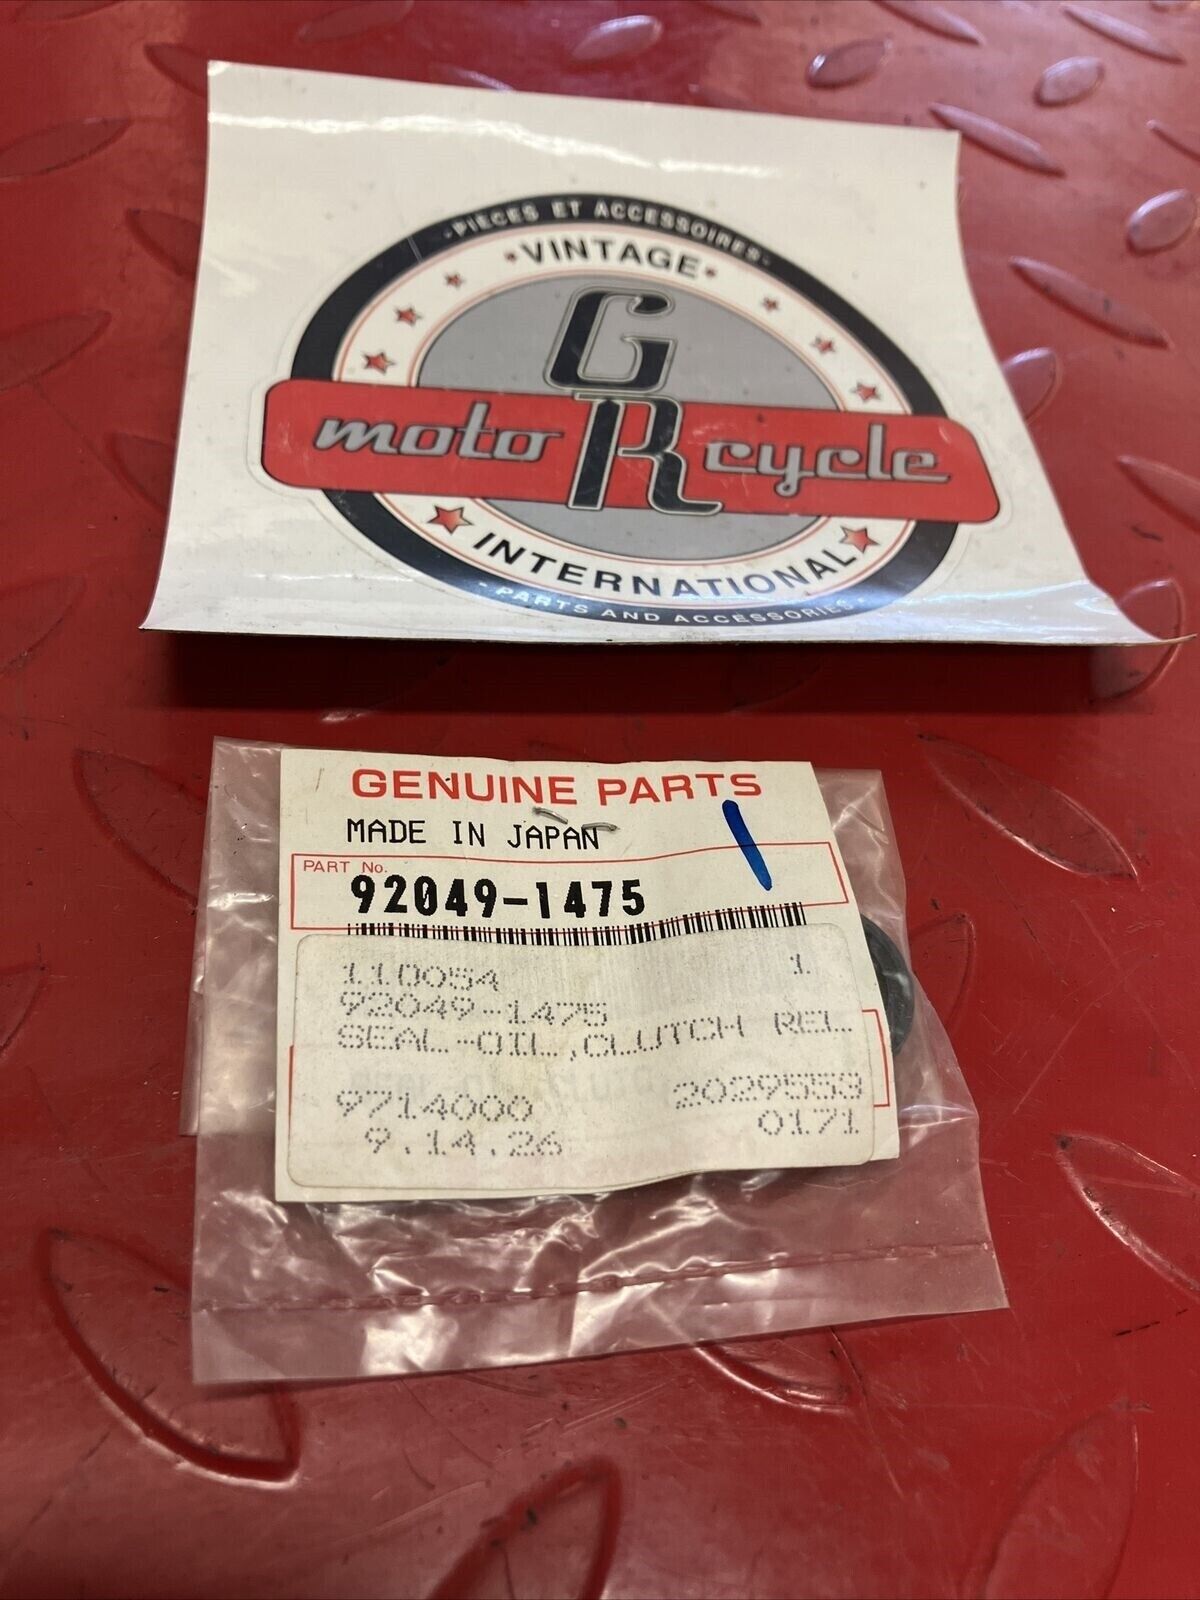 ·PIÈCES ET ACCESSOIRES·
•VINTAGE•
G
moto R cycle
INTERNATIONAL
PARTS AND ACCESSORIES·
GENUINE PARTS
MADE IN JAPAN
PART No.
92049-1475
110054 1
92049-1475
SEAL-OIL,CLUTCH REL
9714000 2029553
9.14.26 0171